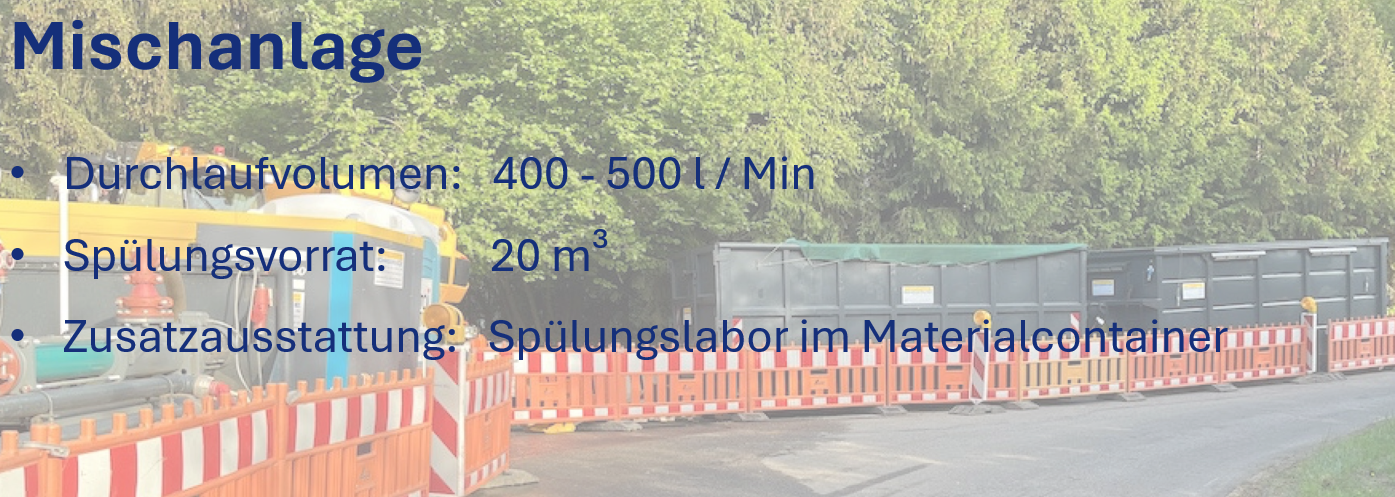 Mischanlage
• Durchlaufvolumen: 400 - 500 l / Min
• Spülungsvorrat: 20 m³
• Zusatzausstattung: Spülungslabor im Materialcontainer